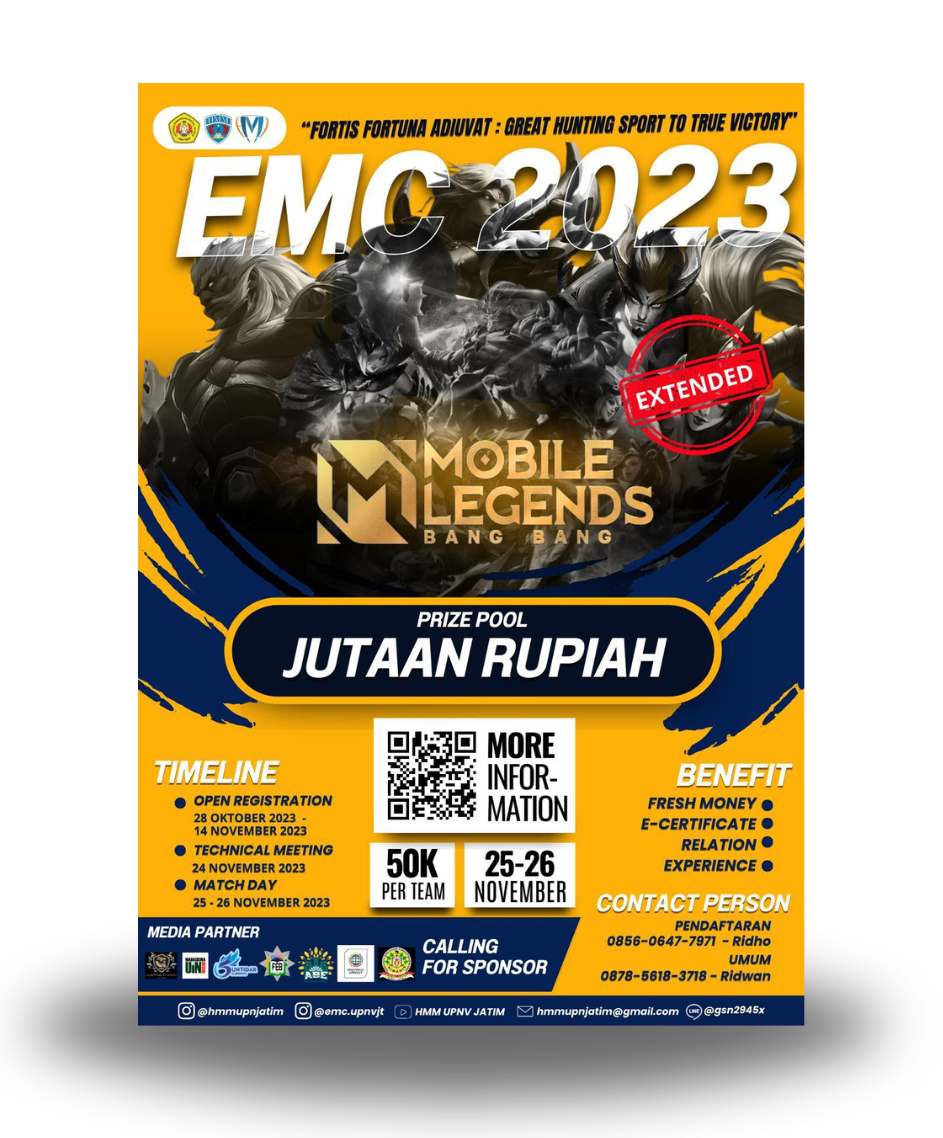 "FORTIS FORTUNA ADIUVAT : GREAT HUNTING SPORT TO TRUE VICTORY"
EMC 2023
EXTENDED
MOBILE
LEGENDS
BANG BANG
PRIZE POOL
JUTAAN RUPIAH
MORE
INFOR-
MATION
TIMELINE
OPEN REGISTRATION
28 OKTOBER 2023 -
14 NOVEMBER 2023
TECHNICAL MEETING
24 NOVEMBER 2023
MATCH DAY
25 - 26 NOVEMBER 2023
50K
PER TEAM
25-26
NOVEMBER
BENEFIT
FRESH MONEY
E-CERTIFICATE
RELATION
EXPERIENCE
CONTACT PERSON
PENDAFTARAN
0856-0647-7971 - Ridho
UMUM
0878-5618-3718 - Ridwan
MEDIA PARTNER
FEB
CALLING
FOR SPONSOR
@hmmupnjatim
@emc.upnvjt
HMM UPNV JATIM
hmmupnjatim@gmail.com
LINE
@gsn2945x